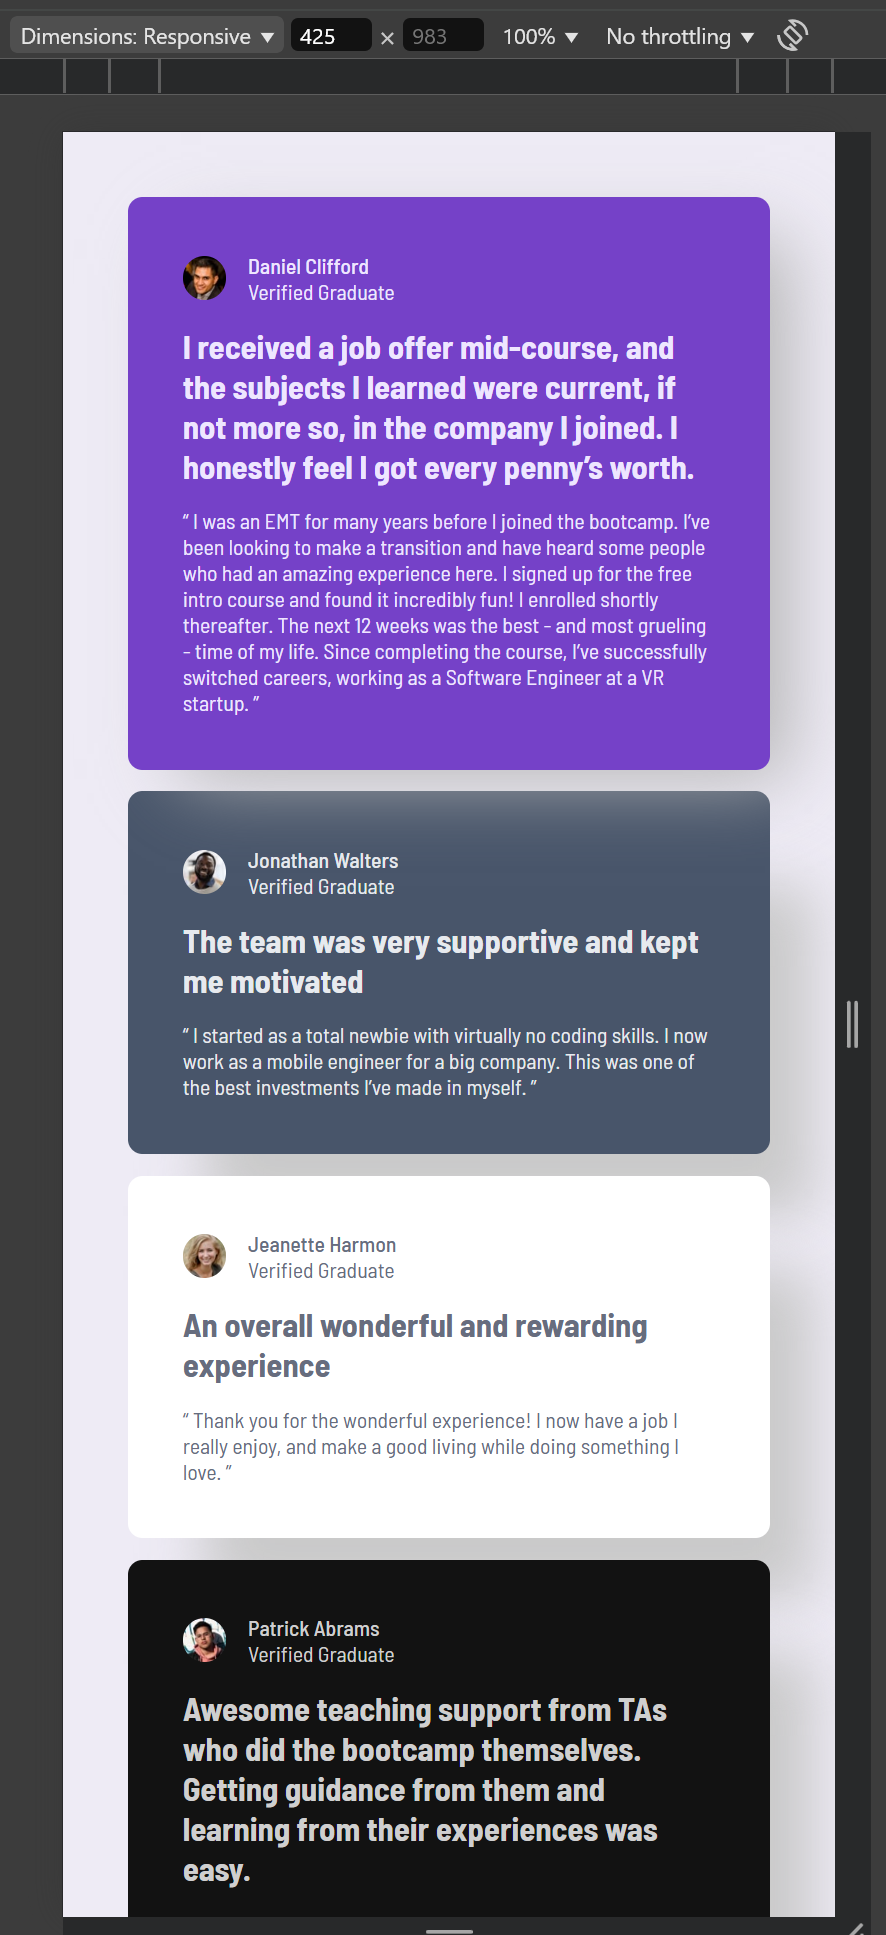 Dimensions: Responsive ▼ 425 × 983 100% ▼ No throttling ▼
Daniel Clifford
Verified Graduate
I received a job offer mid-course, and
the subjects I learned were current, if
not more so, in the company I joined. I
honestly feel I got every penny’s worth.
“ I was an EMT for many years before I joined the bootcamp. I’ve
been looking to make a transition and have heard some people
who had an amazing experience here. I signed up for the free
intro course and found it incredibly fun! I enrolled shortly
thereafter. The next 12 weeks was the best - and most grueling
- time of my life. Since completing the course, I’ve successfully
switched careers, working as a Software Engineer at a VR
startup. ”
Jonathan Walters
Verified Graduate
The team was very supportive and kept
me motivated
“ I started as a total newbie with virtually no coding skills. I now
work as a mobile engineer for a big company. This was one of
the best investments I’ve made in myself. ”
Jeanette Harmon
Verified Graduate
An overall wonderful and rewarding
experience
“ Thank you for the wonderful experience! I now have a job I
really enjoy, and make a good living while doing something I
love. ”
Patrick Abrams
Verified Graduate
Awesome teaching support from TAs
who did the bootcamp themselves.
Getting guidance from them and
learning from their experiences was
easy.